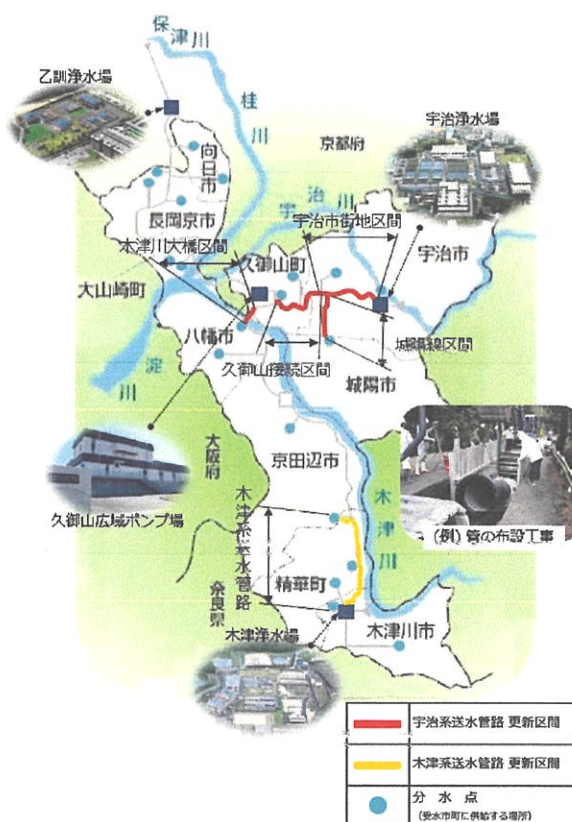 保津川
乙訓浄水場
桂川
宇治浄水場
京都府
向日市
長岡京市
宇治川
宇治市街地区間
木津川大橋区間
久御山町
宇治市
大山崎町
八幡市
城陽線区間
久御山接続区間
城陽市
淀川
大阪府
京田辺市
久御山広域ポンプ場
木津川
(例) 管の布設工事
木津系送水管路
精華町
奈良県
木津浄水場
木津川市
宇治系送水管路 更新区間
木津系送水管路 更新区間
分水点
(受水市町に供給する場所)